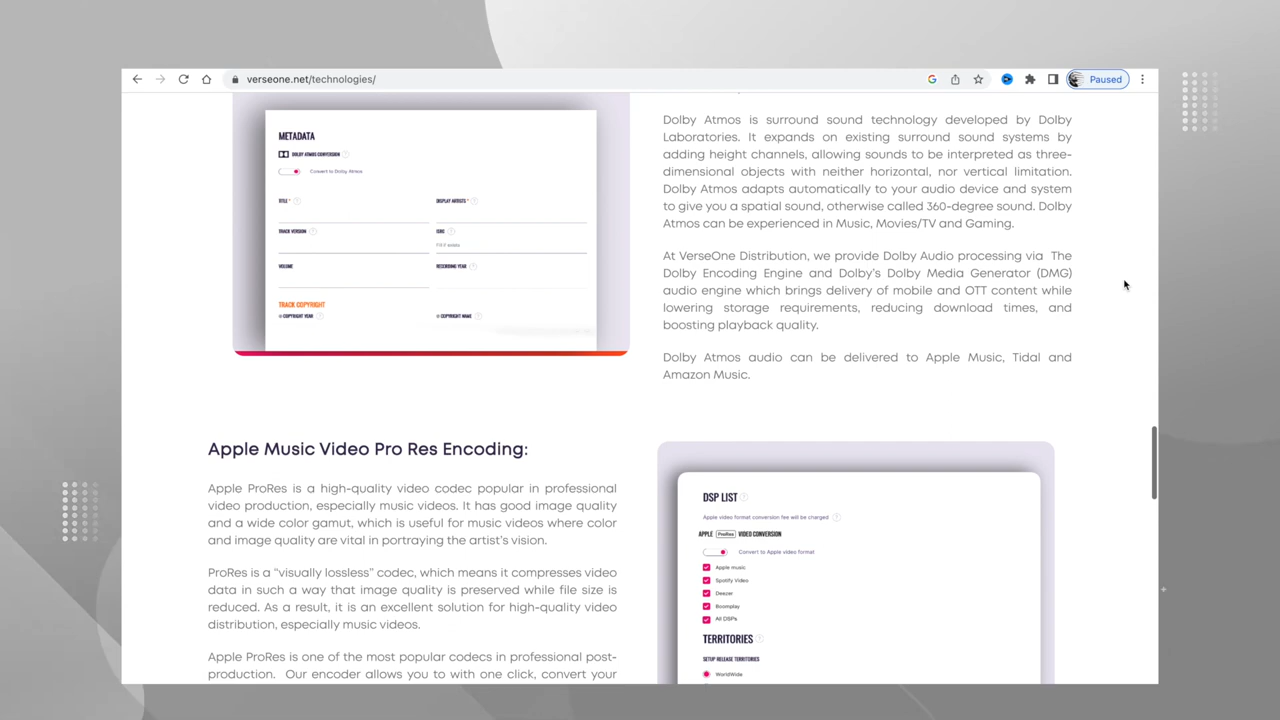 verseone.net/technologies/
Paused
METADATA
DOLBY ATMOS CONVERSION
Convert to Dolby Atmos
TITLE *
DISPLAY ARTISTS *
TRACK VERSION
ISRC
VOLUME
RECORDING YEAR
TRACK COPYRIGHT
COPYRIGHT YEAR
COPYRIGHT NAME
Dolby Atmos is surround sound technology developed by Dolby
Laboratories. It expands on existing surround sound systems by
adding height channels, allowing sounds to be interpreted as three-
dimensional objects with neither horizontal, nor vertical limitation.
Dolby Atmos adapts automatically to your audio device and system
to give you a spatial sound, otherwise called 360-degree sound. Dolby
Atmos can be experienced in Music, Movies/TV and Gaming.
At VerseOne Distribution, we provide Dolby Audio processing via The
Dolby Encoding Engine and Dolby's Dolby Media Generator (DMG)
audio engine which brings delivery of mobile and OTT content while
lowering storage requirements, reducing download times, and
boosting playback quality.
Dolby Atmos audio can be delivered to Apple Music, Tidal and
Amazon Music.
Apple Music Video Pro Res Encoding:
Apple ProRes is a high-quality video codec popular in professional
video production, especially music videos. It has good image quality
and a wide color gamut, which is useful for music videos where color
and image quality are vital in portraying the artist's vision.
ProRes is a "visually lossless" codec, which means it compresses video
data in such a way that image quality is preserved while file size is
reduced. As a result, it is an excellent solution for high-quality video
distribution, especially music videos.
Apple ProRes is one of the most popular codecs in professional post-
production. Our encoder allows you to with one click, convert your
DSP LIST
Apple video format conversion fee will be charged
APPLE ProRes VIDEO CONVERSION
Convert to Apple video format
Apple music
Spotify Video
Deezer
Boomplay
All DSP's
TERRITORIES
SETUP RELEASE TERRITORIES
WorldWide